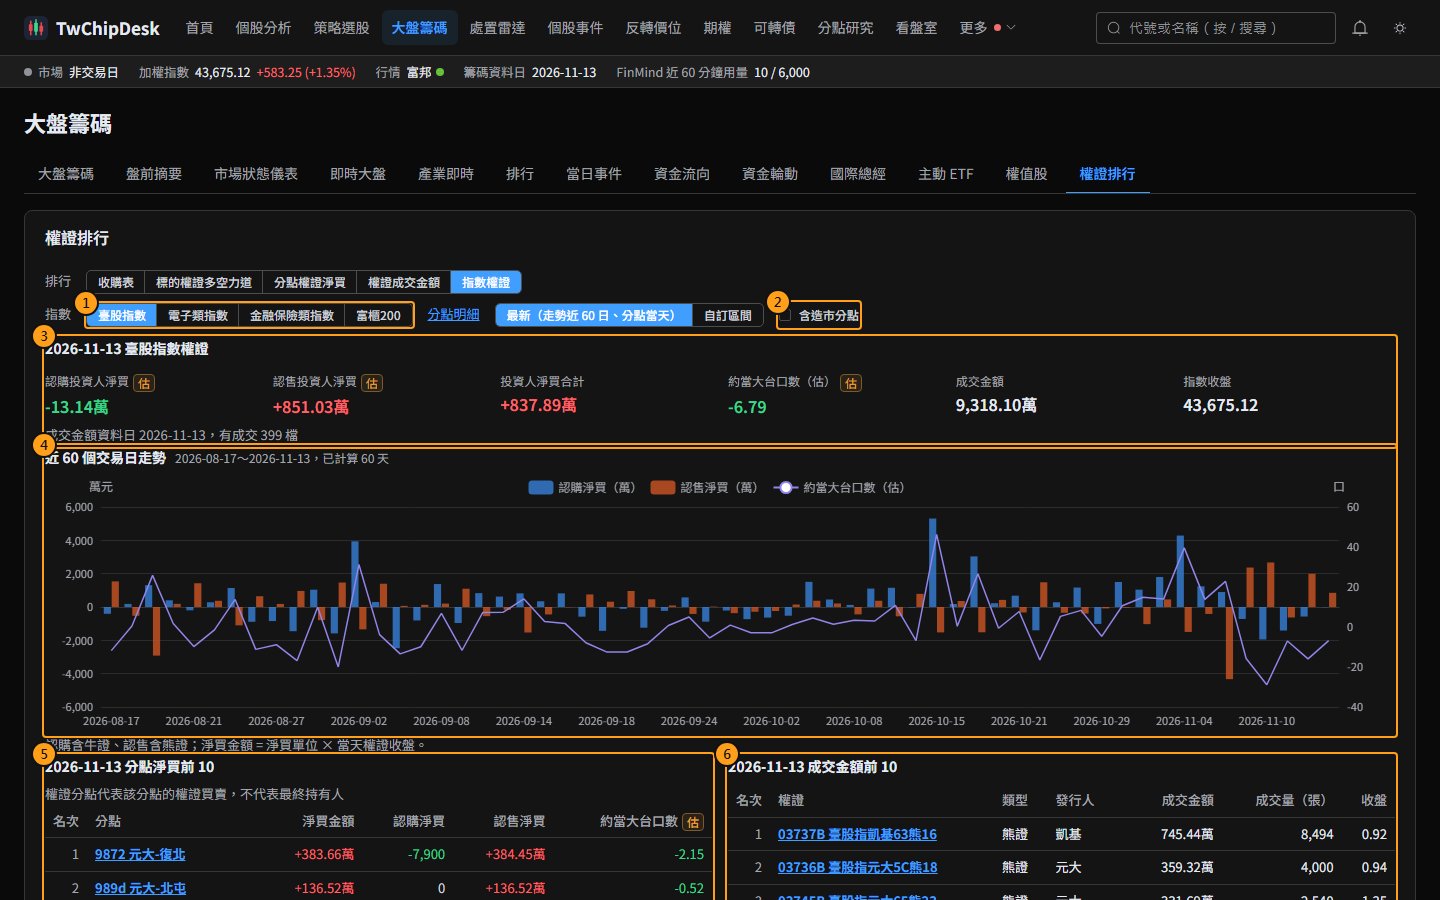 TwChipDesk 首頁 個股分析 策略選股 大盤籌碼 處置雷達 個股事件 反轉價位 期權 可轉債 分點研究 看盤室 更多 代號或名稱（按 / 搜尋）
市場 非交易日 加權指數 43,675.12 +583.25 (+1.35%) 行情 富邦 籌碼資料日 2026-11-13 FinMind 近 60 分鐘用量 10 / 6,000
大盤籌碼
大盤籌碼 盤前摘要 市場狀態儀表 即時大盤 產業即時 排行 當日事件 資金流向 資金輪動 國際總經 主動 ETF 權值股 權證排行
權證排行
排行 收購表 標的權證多空力道 分點權證淨買 權證成交金額 指數權證
指數 1 臺股指數 電子類指數 金融保險類指數 富櫃200 分點明細 最新（走勢近 60 日、分點當天） 自訂區間 2 含造市分點
3
2026-11-13 臺股指數權證
認購投資人淨買 估 認售投資人淨買 估 投資人淨買合計 約當大台口數（估） 估 成交金額 指數收盤
-13.14萬 +851.03萬 +837.89萬 -6.79 9,318.10萬 43,675.12
成交金額資料日 2026-11-13，有成交 399 檔
4
近 60 個交易日走勢 2026-08-17～2026-11-13，已計算 60 天
萬元 認購淨買（萬） 認售淨買（萬） 約當大台口數（估） 口
6,000 60
4,000 40
2,000 20
0 0
-2,000 -20
-4,000 -40
-6,000
2026-08-17 2026-08-21 2026-08-27 2026-09-02 2026-09-08 2026-09-14 2026-09-18 2026-09-24 2026-10-02 2026-10-08 2026-10-15 2026-10-21 2026-10-29 2026-11-04 2026-11-10
認購含牛證、認售含熊證；淨買金額 = 淨買單位 × 當天權證收盤。
5
2026-11-13 分點淨買前 10
權證分點代表該分點的權證買賣，不代表最終持有人
名次 分點 淨買金額 認購淨買 認售淨買 約當大台口數 估
1 9872 元大-復北 +383.66萬 -7,900 +384.45萬 -2.15
2 989d 元大-北屯 +136.52萬 0 +136.52萬 -0.52
6
2026-11-13 成交金額前 10
名次 權證 類型 發行人 成交金額 成交量（張） 收盤
1 03737B 臺股指凱基63熊16 熊證 凱基 745.44萬 8,494 0.92
2 03736B 臺股指元大5C熊18 熊證 元大 359.32萬 4,000 0.94